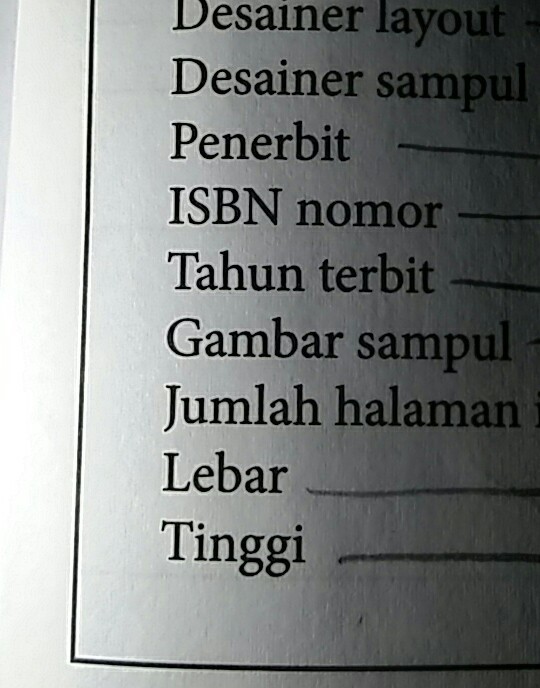 Desainer layout
Desainer sampul
Penerbit
ISBN nomor
Tahun terbit
Gambar sampul
Jumlah halaman
Lebar
Tinggi